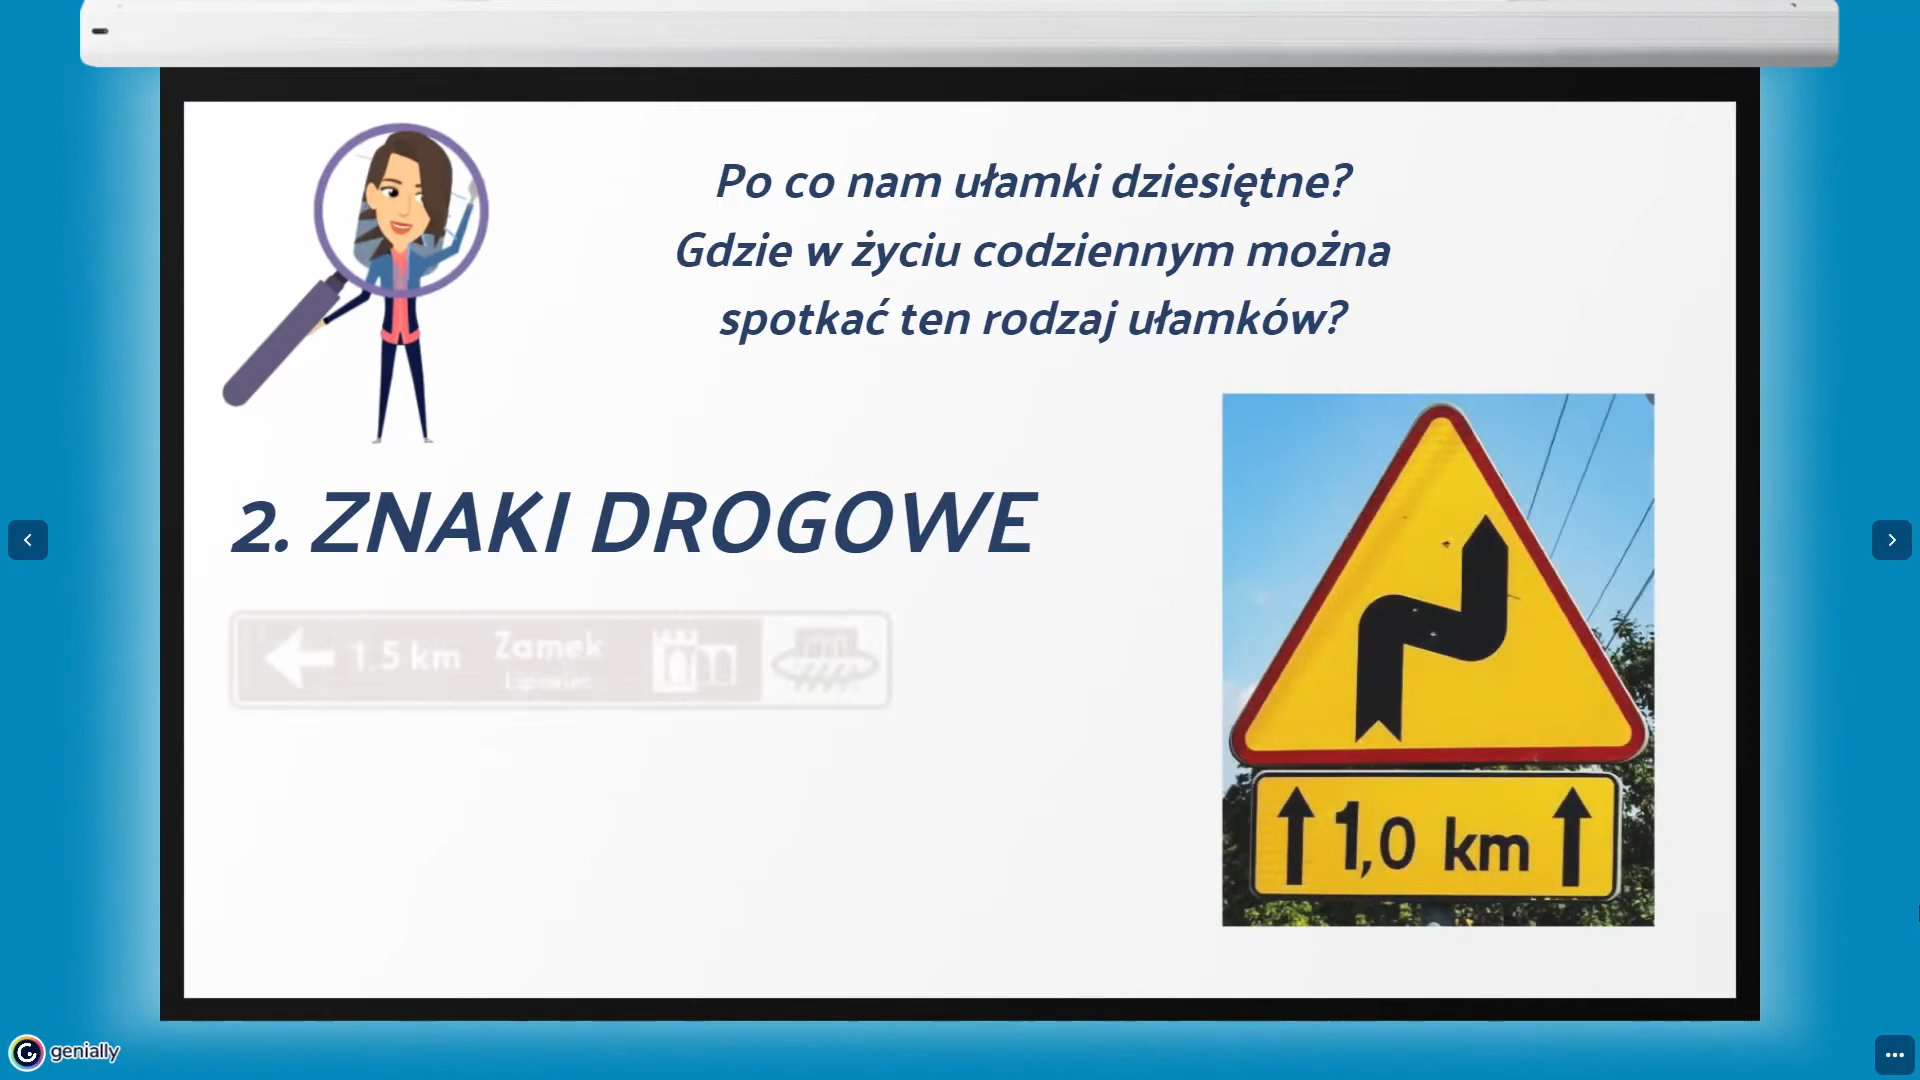 Po co nam ułamki dziesiętne?
Gdzie w życiu codziennym można
spotkać ten rodzaj ułamków?
2. ZNAKI DROGOWE
1,5 km Zamek
Lipowiec
1,0 km
genially